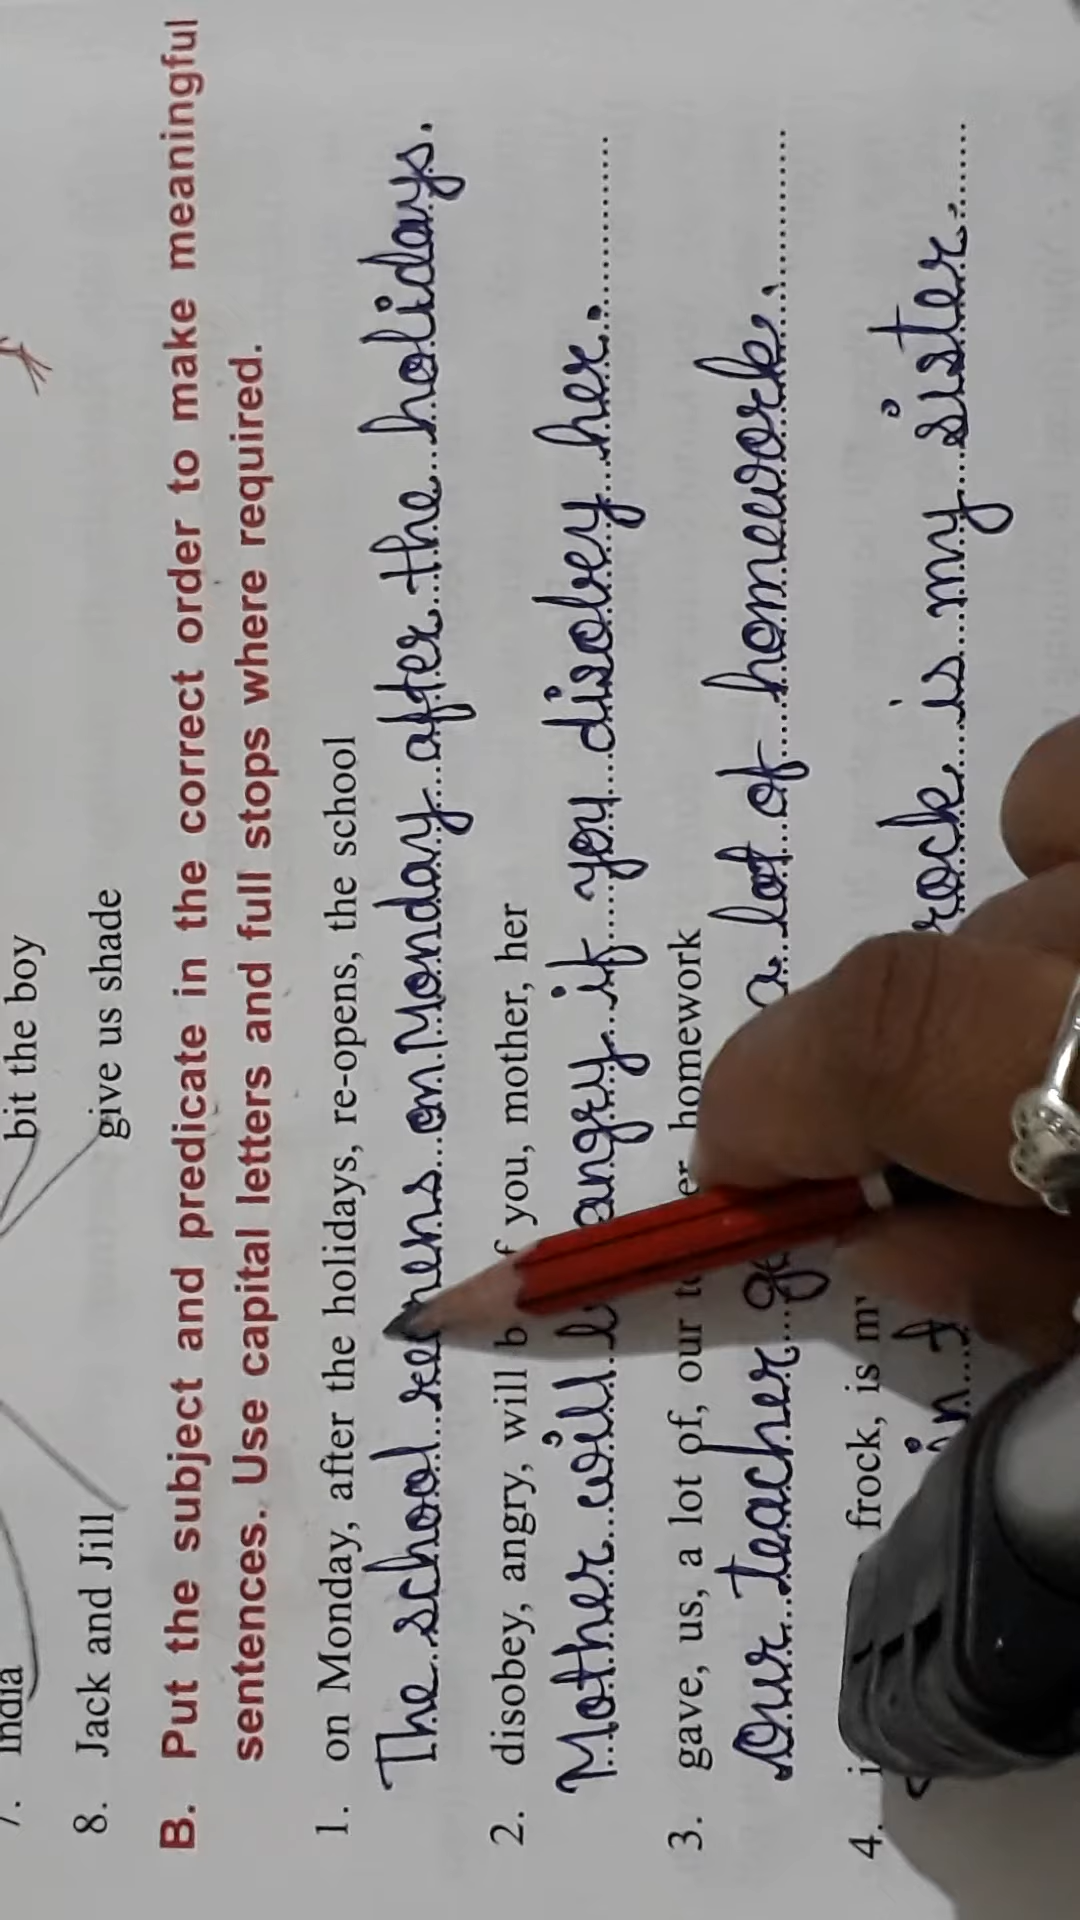 7. India
bit the boy
8. Jack and Jill
give us shade
B. Put the subject and predicate in the correct order to make meaningful
sentences. Use capital letters and full stops where required.
1. on Monday, after the holidays, re-opens, the school
The school on Monday after the holidays.
2. disobey, angry, will you, mother, her
Mother will angry if you disobey her.
3. gave, us, a lot of, our homework
Our teacher a lot of homework.
4. frock, is
in is my sister.